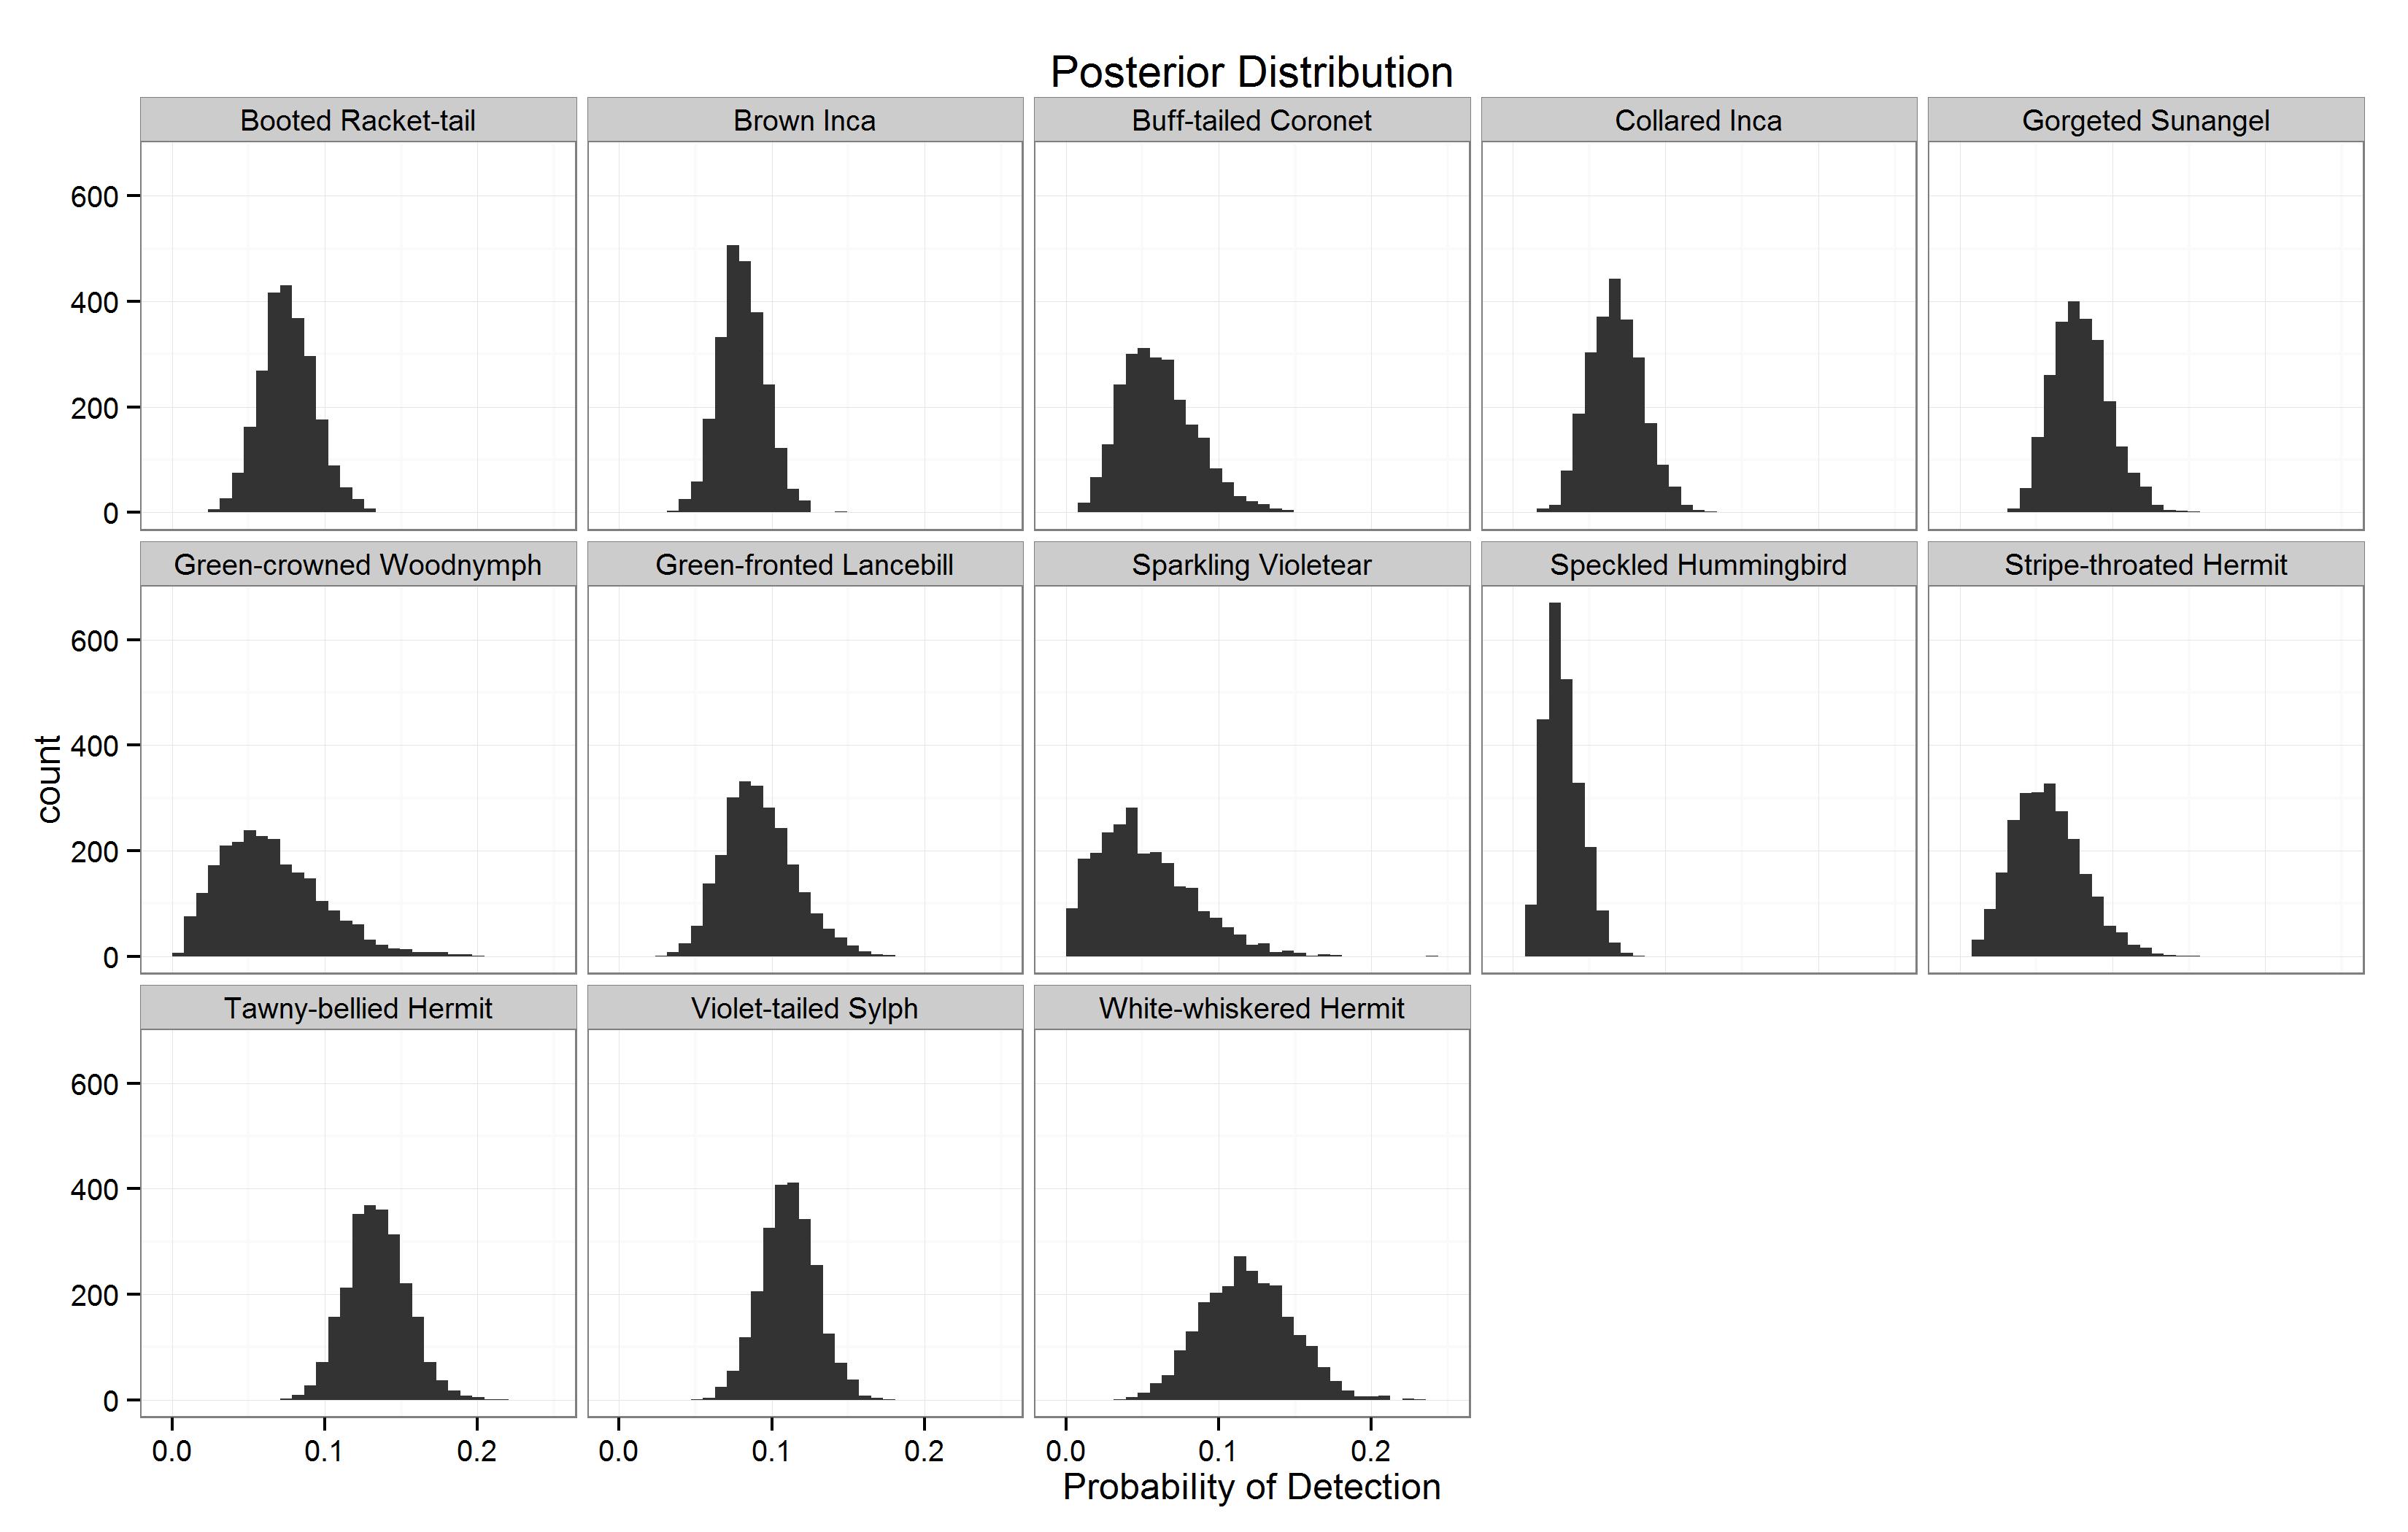 Posterior Distribution
Booted Racket-tail
Brown Inca
Buff-tailed Coronet
Collared Inca
Gorgeted Sunangel
600
400
200
0
Green-crowned Woodnymph
Green-fronted Lancebill
Sparkling Violetear
Speckled Hummingbird
Stripe-throated Hermit
600
400
200
0
count
Tawny-bellied Hermit
Violet-tailed Sylph
White-whiskered Hermit
600
400
200
0
0.0 0.1 0.2
0.0 0.1 0.2
0.0 0.1 0.2
Probability of Detection